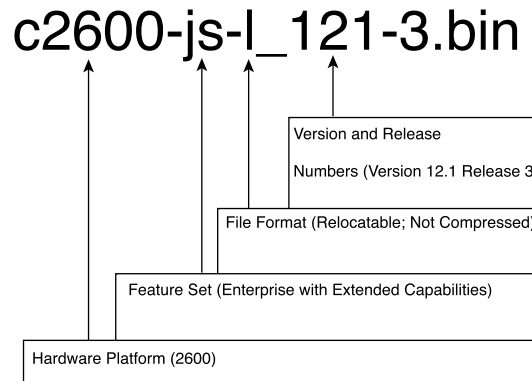 c2600-js-l_121-3.bin
Version and Release
Numbers (Version 12.1 Release 3
File Format (Relocatable; Not Compressed)
Feature Set (Enterprise with Extended Capabilities)
Hardware Platform (2600)